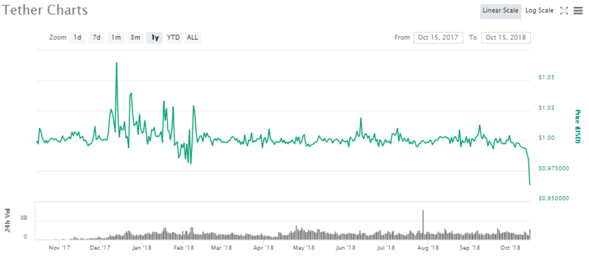 Tether Charts
Linear Scale Log Scale
Zoom 1d 7d 1m 3m 1y YTD ALL
From Oct 15, 2017 To Oct 15, 2018
$1.05
$1.03
$1.00
$0.975000
$0.950000
Price (USD)
24h Vol
0
Nov '17 Dec '17 Jan '18 Feb '18 Mar '18 Apr '18 May '18 Jun '18 Jul '18 Aug '18 Sep '18 Oct '18